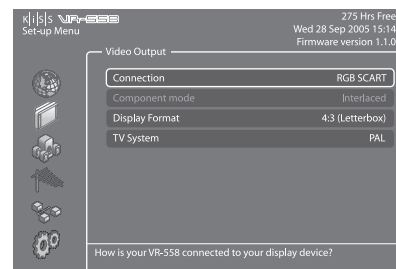 KiSS VR-558
275 Hrs Free
Set-up Menu
Wed 28 Sep 2005 15:14
Firmware version 1.1.0
Video Output
Connection RGB SCART
Component mode Interlaced
Display Format 4:3 (Letterbox)
TV System PAL
How is your VR-558 connected to your display device?